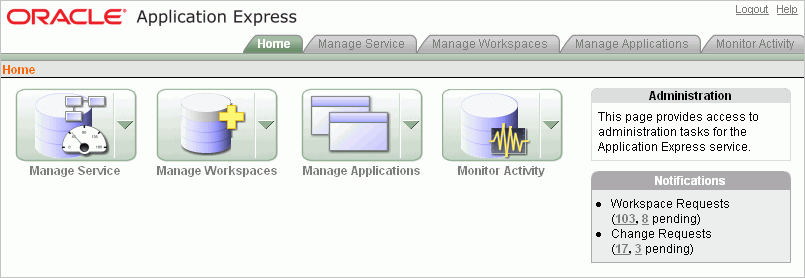 ORACLE Application Express
Logout Help
Home Manage Service Manage Workspaces Manage Applications Monitor Activity
Home
Manage Service
Manage Workspaces
Manage Applications
Monitor Activity
Administration
This page provides access to
administration tasks for the
Application Express service.
Notifications
Workspace Requests
(103, 8 pending)
Change Requests
(17, 3 pending)